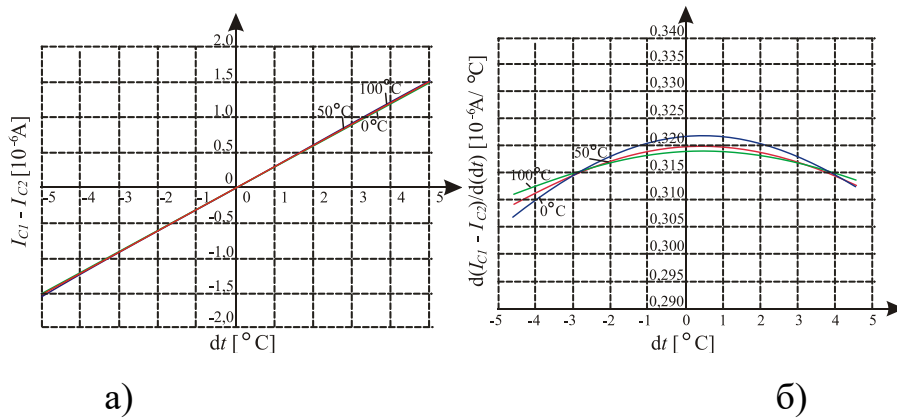 I_C1 - I_C2 [10⁻⁶A]
2.0
1,5
1.0
0.5
0
-0,5
-1.0
-1,5
-2,0
100°C
50°C
0°C
-5 -4 -3 -2 -1 0 1 2 3 4 5
dt [°C]
а)
d(I_C1 - I_C2)/d(dt) [10⁻⁶A/ °C]
0,340
0,335
0,330
0,325
0,320
0,315
0,310
0,300
0,295
0,290
50°C
100°C
0°C
-5 -4 -3 -2 -1 0 1 2 3 4 5
dt [°C]
б)